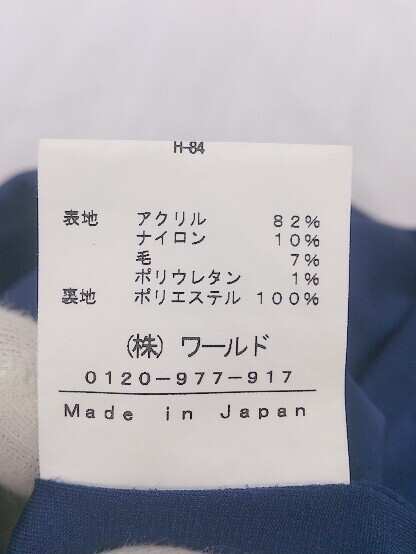 H-84
表地 アクリル 82%
ナイロン 10%
毛 7%
ポリウレタン 1%
裏地 ポリエステル 100%
(株) ワールド
0120-977-917
Made in Japan